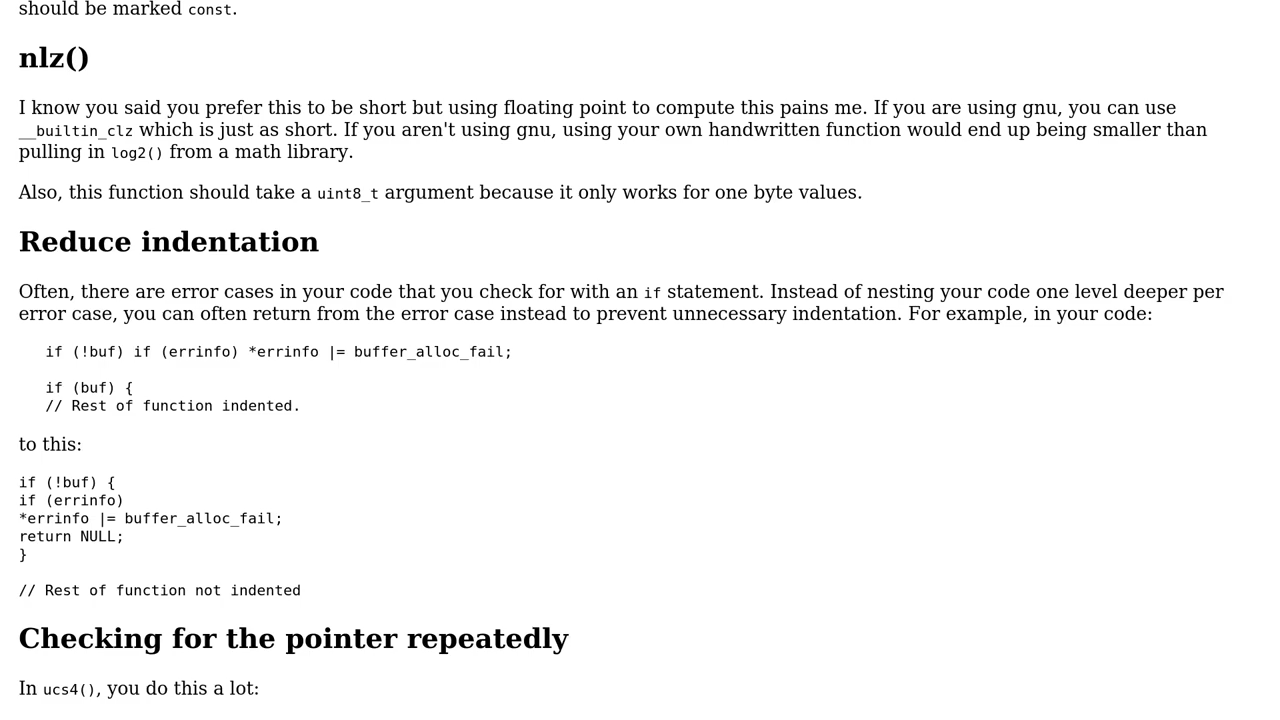 should be marked const.
nlz()
I know you said you prefer this to be short but using floating point to compute this pains me. If you are using gnu, you can use
__builtin_clz which is just as short. If you aren't using gnu, using your own handwritten function would end up being smaller than
pulling in log2() from a math library.
Also, this function should take a uint8_t argument because it only works for one byte values.
Reduce indentation
Often, there are error cases in your code that you check for with an if statement. Instead of nesting your code one level deeper per
error case, you can often return from the error case instead to prevent unnecessary indentation. For example, in your code:
   if (!buf) if (errinfo) *errinfo |= buffer_alloc_fail;
   if (buf) {
   // Rest of function indented.
to this:
if (!buf) {
if (errinfo)
*errinfo |= buffer_alloc_fail;
return NULL;
}
// Rest of function not indented
Checking for the pointer repeatedly
In ucs4(), you do this a lot: